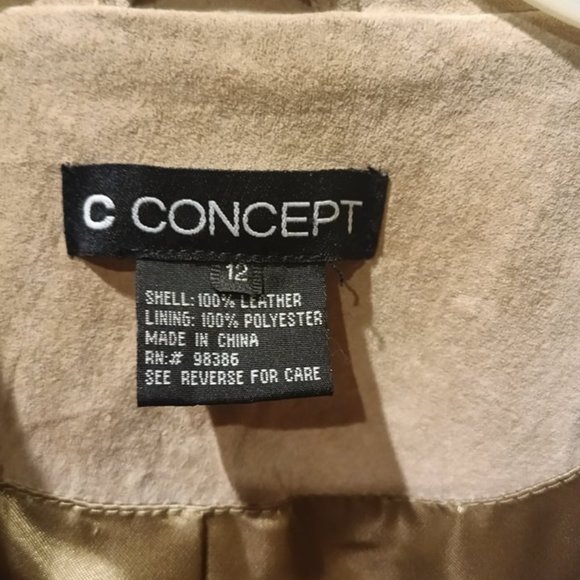 C CONCEPT
12
SHELL: 100% LEATHER
LINING: 100% POLYESTER
MADE IN CHINA
RN:# 98386
SEE REVERSE FOR CARE